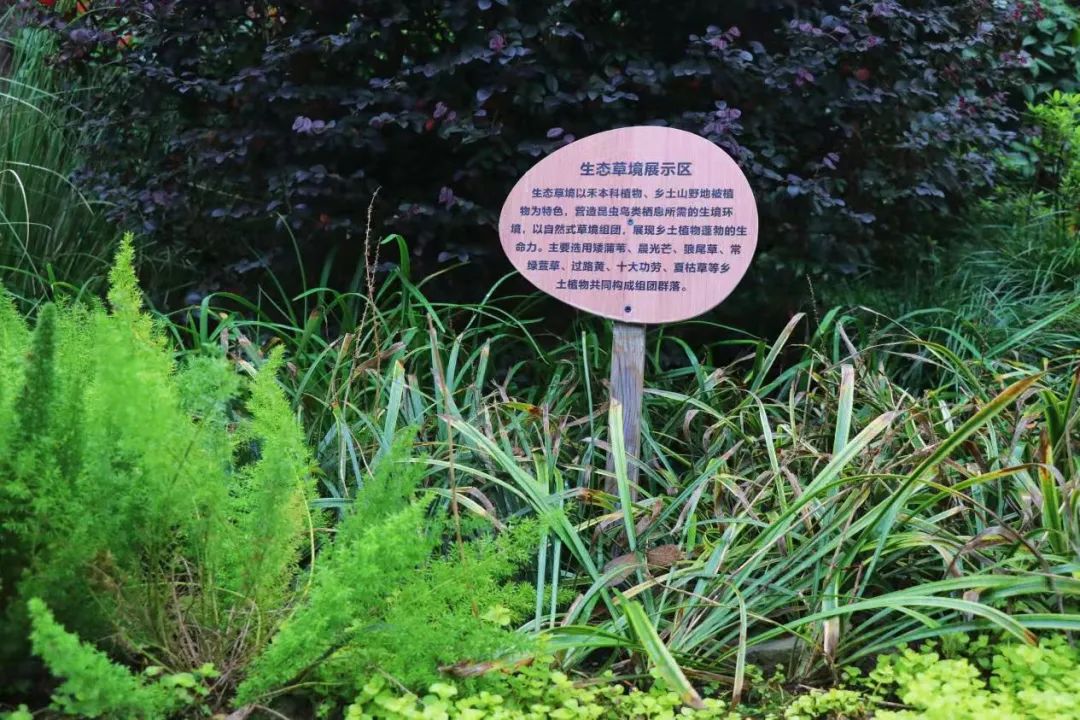 生态草境展示区
生态草境以禾本科植物、乡土山野地被植
物为特色，营造昆虫鸟类栖息所需的生境环
境，以自然式草境组团，展现乡土植物蓬勃的生
命力。主要选用矮蒲苇、晨光芒、狼尾草、常
绿萱草、过路黄、十大功劳、夏枯草等乡
土植物共同构成组团群落。